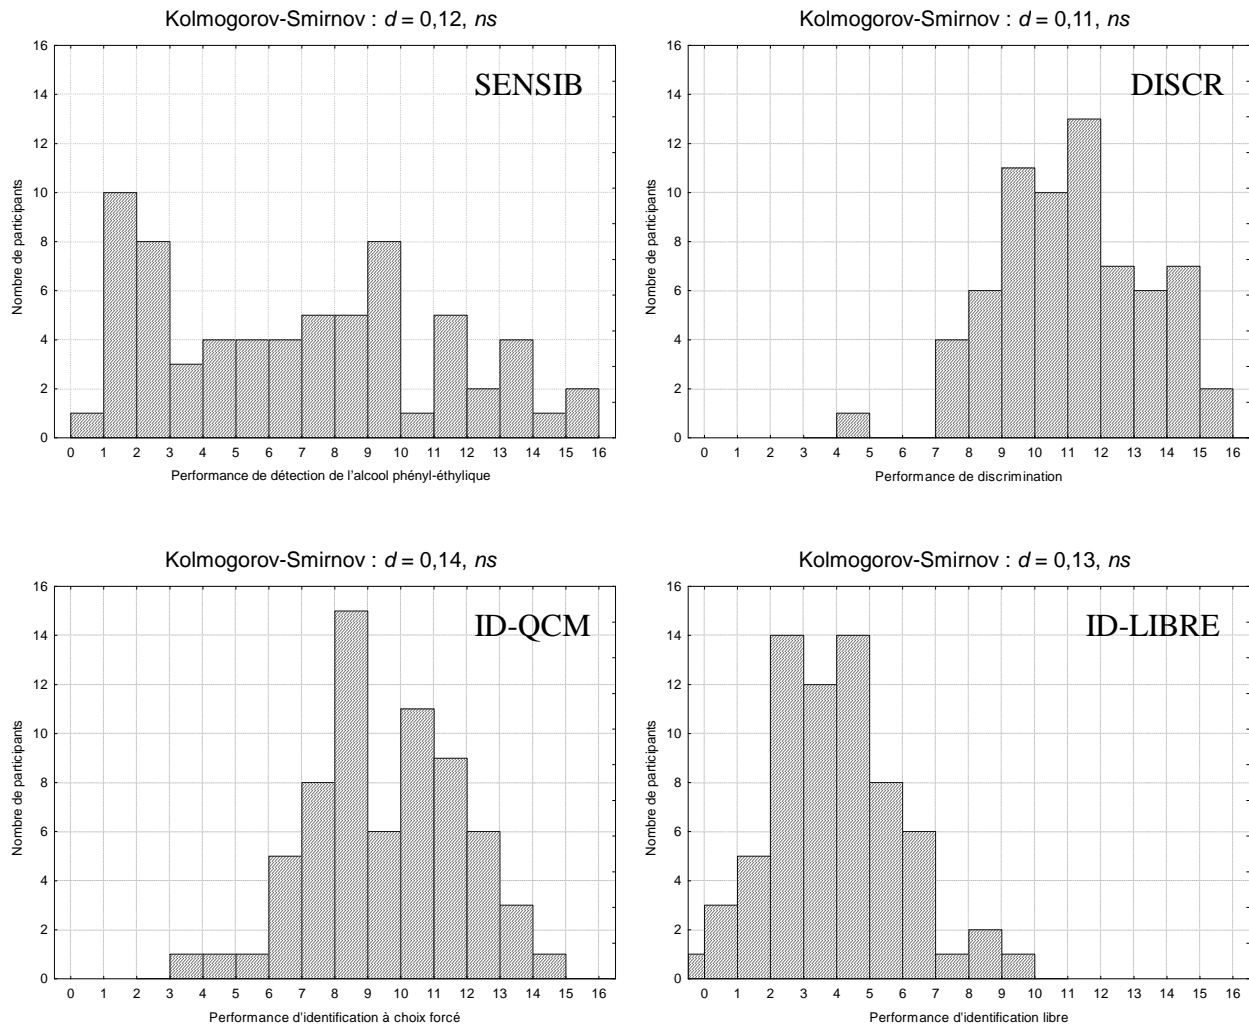 Kolmogorov-Smirnov : d = 0,12, ns
SENSIB
Nombre de participants
16
14
12
10
8
6
4
2
0
0 1 2 3 4 5 6 7 8 9 10 11 12 13 14 15 16
Performance de détection de l'alcool phényl-éthylique
Kolmogorov-Smirnov : d = 0,11, ns
DISCR
Nombre de participants
16
14
12
10
8
6
4
2
0
0 1 2 3 4 5 6 7 8 9 10 11 12 13 14 15 16
Performance de discrimination
Kolmogorov-Smirnov : d = 0,14, ns
ID-QCM
Nombre de participants
16
14
12
10
8
6
4
2
0
0 1 2 3 4 5 6 7 8 9 10 11 12 13 14 15 16
Performance d'identification à choix forcé
Kolmogorov-Smirnov : d = 0,13, ns
ID-LIBRE
Nombre de participants
16
14
12
10
8
6
4
2
0
0 1 2 3 4 5 6 7 8 9 10 11 12 13 14 15 16
Performance d'identification libre